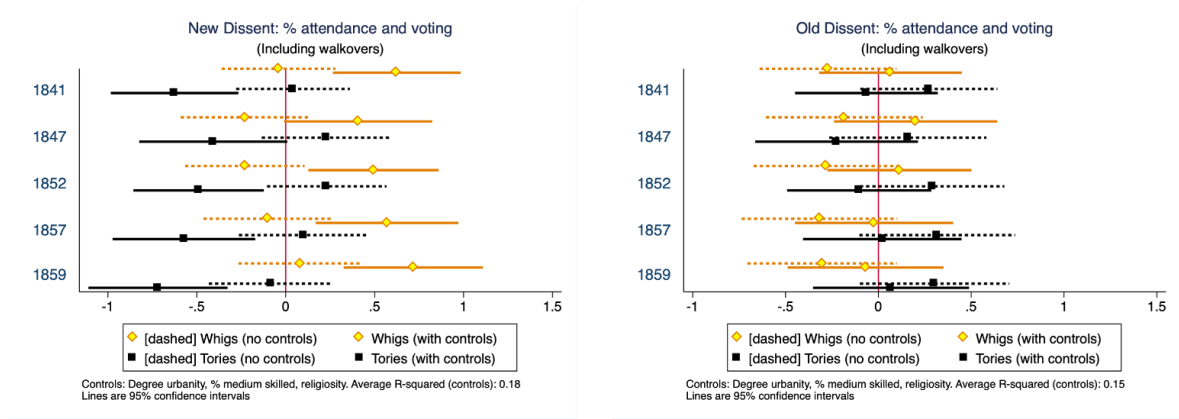 New Dissent: % attendance and voting
(Including walkovers)
1841
1847
1852
1857
1859
-1 -.5 0 .5 1 1.5
[dashed] Whigs (no controls) Whigs (with controls)
[dashed] Tories (no controls) Tories (with controls)
Controls: Degree urbanity, % medium skilled, religiosity. Average R-squared (controls): 0.18
Lines are 95% confidence intervals
Old Dissent: % attendance and voting
(Including walkovers)
1841
1847
1852
1857
1859
-1 -.5 0 .5 1 1.5
[dashed] Whigs (no controls) Whigs (with controls)
[dashed] Tories (no controls) Tories (with controls)
Controls: Degree urbanity, % medium skilled, religiosity. Average R-squared (controls): 0.15
Lines are 95% confidence intervals